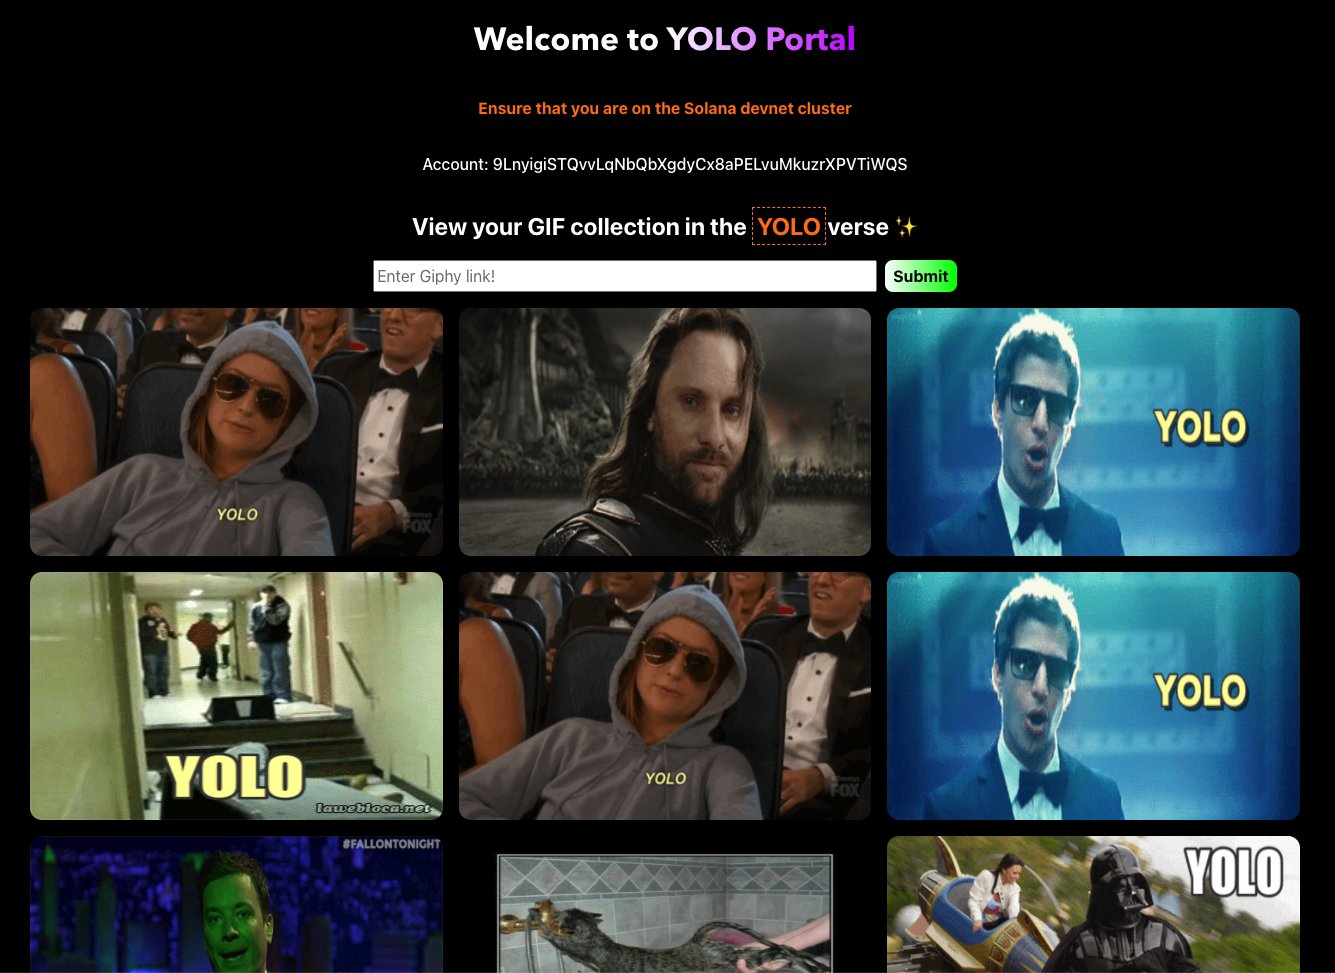 Welcome to YOLO Portal
Ensure that you are on the Solana devnet cluster
Account: 9LnyigiSTQvvLqNbQbXgdyCx8aPELvuMkuzrXPVTiWQS
View your GIF collection in the YOLO verse ✨
Enter Giphy link!
Submit
YOLO
FOX
YOLO
YOLO
lawebloca.net
YOLO
FOX
YOLO
#FALLONTONIGHT
YOLO